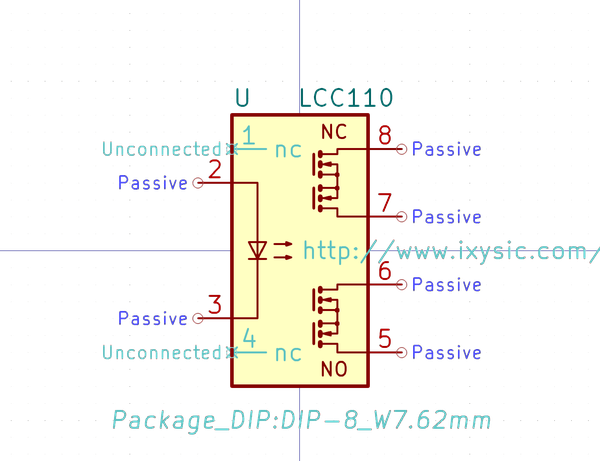 U LCC110
Unconnected 1 nc NC 8 Passive
Passive 2
7 Passive
http://www.ixysic.com/
6 Passive
Passive 3
Unconnected 4 nc 5 Passive
NO
Package_DIP:DIP-8_W7.62mm